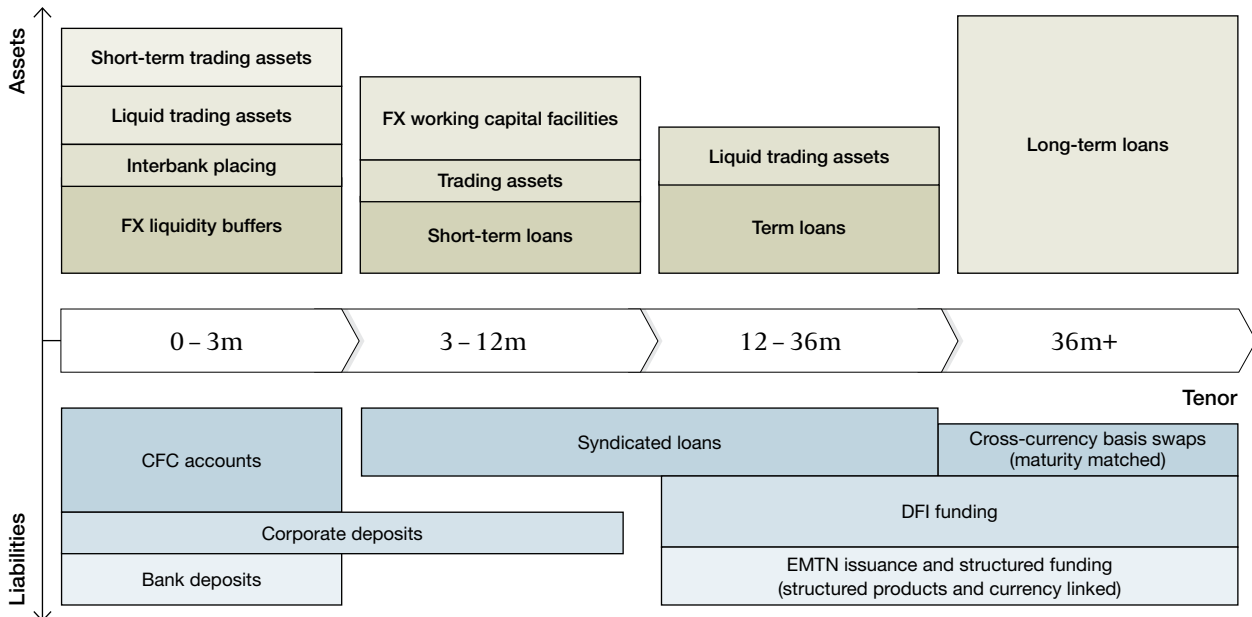 Assets
Short-term trading assets
Liquid trading assets
Interbank placing
FX liquidity buffers
FX working capital facilities
Trading assets
Short-term loans
Liquid trading assets
Term loans
Long-term loans
0 – 3m
3 – 12m
12 – 36m
36m+
Tenor
Liabilities
CFC accounts
Corporate deposits
Bank deposits
Syndicated loans
Cross-currency basis swaps
(maturity matched)
DFI funding
EMTN issuance and structured funding
(structured products and currency linked)